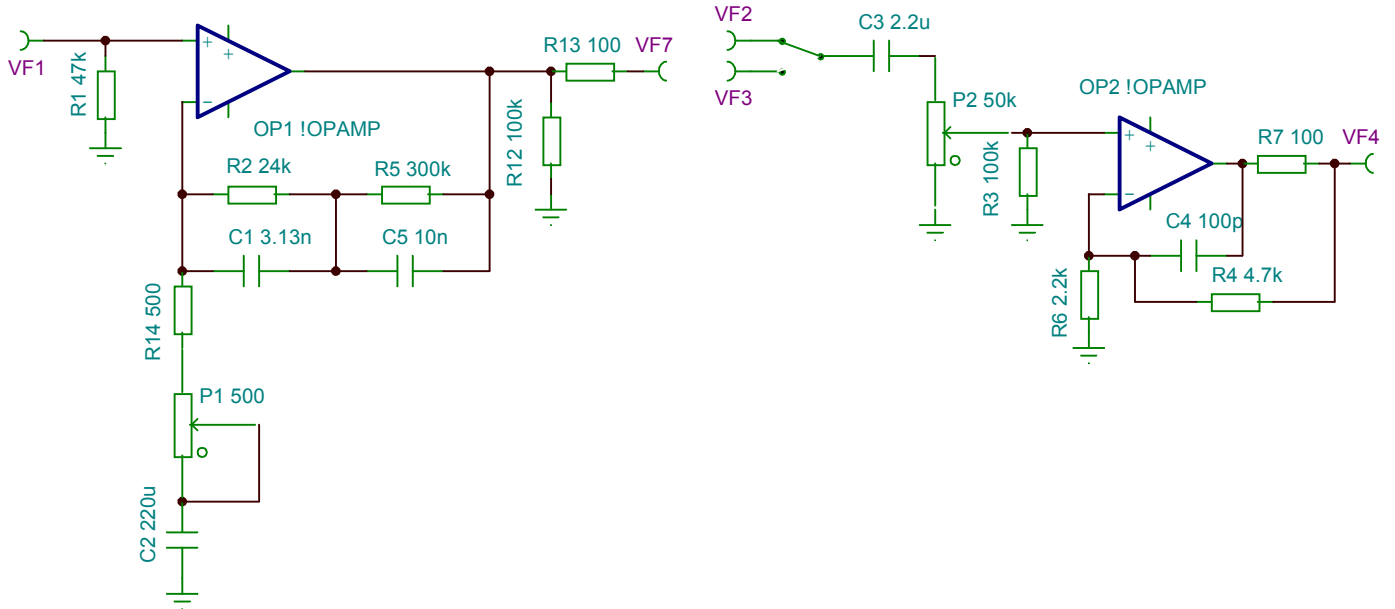 VF1
R1 47k
+
+
−
OP1 !OPAMP
R13 100
VF7
R12 100k
R2 24k
R5 300k
C1 3.13n
C5 10n
R14 500
P1 500
C2 220u
VF2
VF3
C3 2.2u
P2 50k
R3 100k
OP2 !OPAMP
+
+
−
R7 100
VF4
C4 100p
R4 4.7k
R6 2.2k